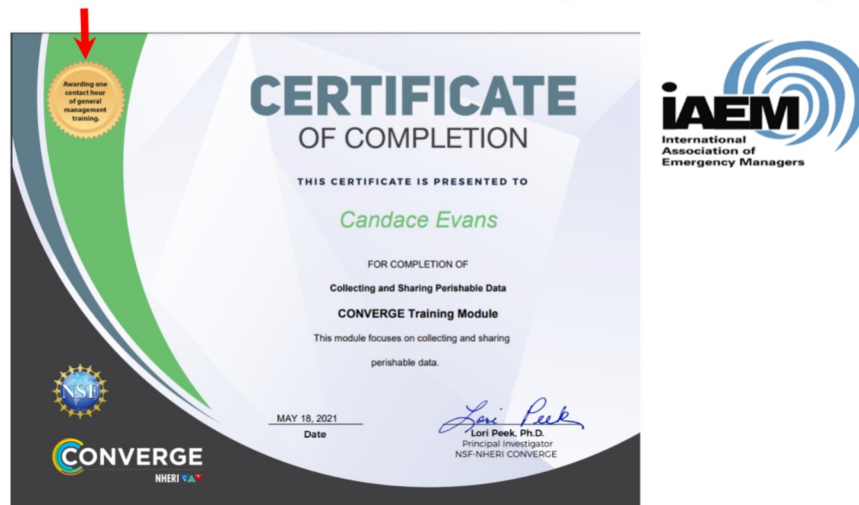 Awarding one
contact hour
of general
management
training.
CERTIFICATE
OF COMPLETION
THIS CERTIFICATE IS PRESENTED TO
Candace Evans
FOR COMPLETION OF
Collecting and Sharing Perishable Data
CONVERGE Training Module
This module focuses on collecting and sharing
perishable data.
MAY 18, 2021
Date
Lori Peek
Lori Peek, Ph.D.
Principal Investigator
NSF-NHERI CONVERGE
NSF
CONVERGE
NHERI
iAEM
International
Association of
Emergency Managers